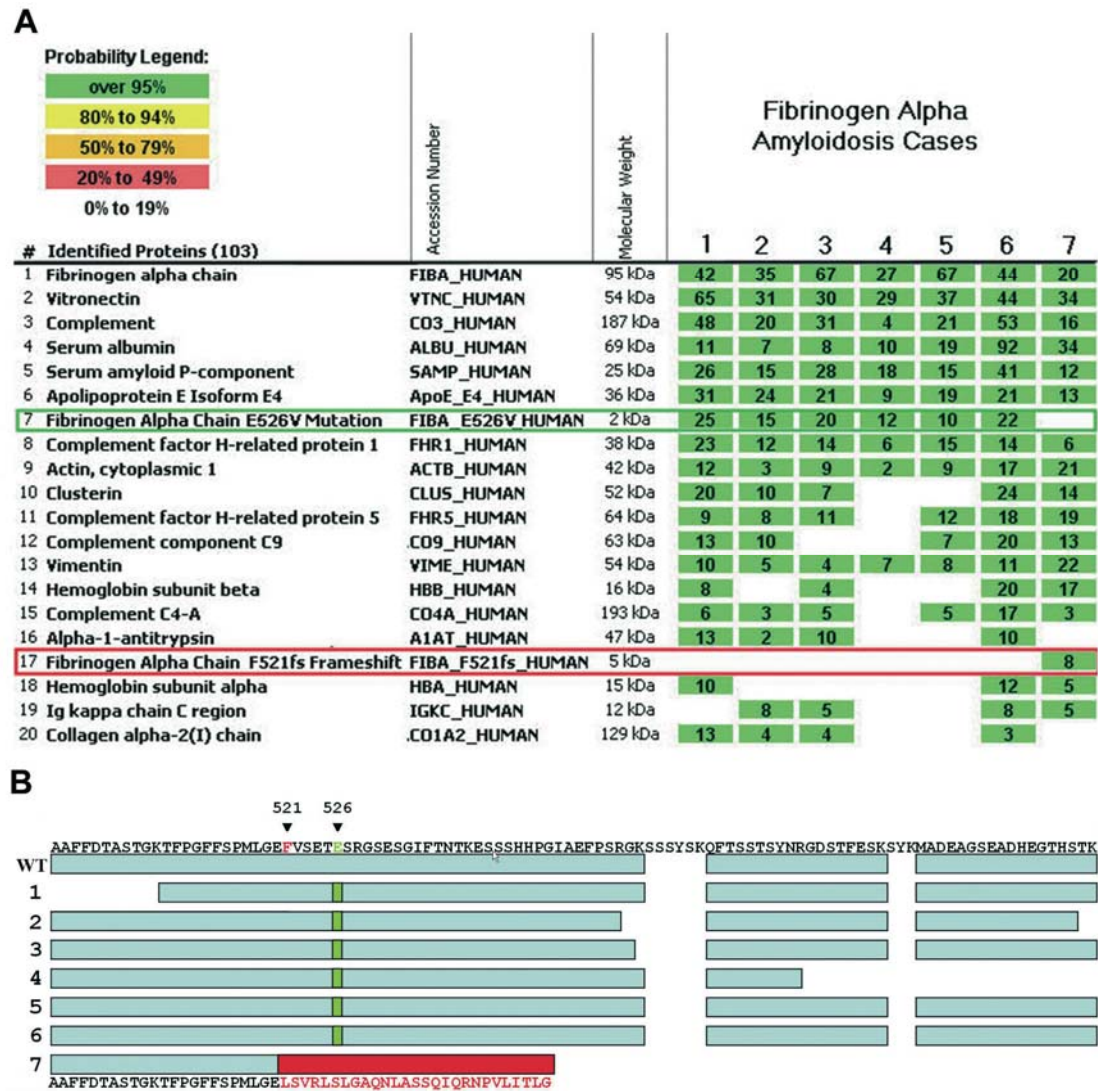 A
Probability Legend:
over 95%
80% to 94%
50% to 79%
20% to 49%
0% to 19%
Accession Number
Molecular Weight
Fibrinogen Alpha
Amyloidosis Cases
# Identified Proteins (103) 1 2 3 4 5 6 7
1 Fibrinogen alpha chain FIBA_HUMAN 95 kDa 42 35 67 27 67 44 20
2 Vitronectin VTNC_HUMAN 54 kDa 65 31 30 29 37 44 34
3 Complement CO3_HUMAN 187 kDa 48 20 31 4 21 53 16
4 Serum albumin ALBU_HUMAN 69 kDa 11 7 8 10 19 92 34
5 Serum amyloid P-component SAMP_HUMAN 25 kDa 26 15 28 18 15 41 12
6 Apolipoprotein E Isoform E4 ApoE_E4_HUMAN 36 kDa 31 24 21 9 19 21 13
7 Fibrinogen Alpha Chain E526V Mutation FIBA_E526V_HUMAN 2 kDa 25 15 20 12 10 22
8 Complement factor H-related protein 1 FHR1_HUMAN 38 kDa 23 12 14 6 15 14 6
9 Actin, cytoplasmic 1 ACTB_HUMAN 42 kDa 12 3 9 2 9 17 21
10 Clusterin CLUS_HUMAN 52 kDa 20 10 7 24 14
11 Complement factor H-related protein 5 FHR5_HUMAN 64 kDa 9 8 11 12 18 19
12 Complement component C9 .CO9_HUMAN 63 kDa 13 10 7 20 13
13 Vimentin VIME_HUMAN 54 kDa 10 5 4 7 8 11 22
14 Hemoglobin subunit beta HBB_HUMAN 16 kDa 8 4 20 17
15 Complement C4-A CO4A_HUMAN 193 kDa 6 3 5 5 17 3
16 Alpha-1-antitrypsin A1AT_HUMAN 47 kDa 13 2 10 10
17 Fibrinogen Alpha Chain F521fs Frameshift FIBA_F521fs_HUMAN 5 kDa 8
18 Hemoglobin subunit alpha HBA_HUMAN 15 kDa 10 12 5
19 Ig kappa chain C region IGKC_HUMAN 12 kDa 8 5 8 5
20 Collagen alpha-2(I) chain .CO1A2_HUMAN 129 kDa 13 4 4 3
B
521 526
AAFFDTASTGKTFPGFFSPMLGEFVSETESRGSESGIFTNTKESSSHHPGIAEFPSRGKSSSYSKQFTSSTSYNRGDSTFESKSYKMADEAGSEADHEGTHSTK
WT
1
2
3
4
5
6
7
AAFFDTASTGKTFPGFFSPMLGELSVRLSLGAQNLASSQIQRNPVLITLG